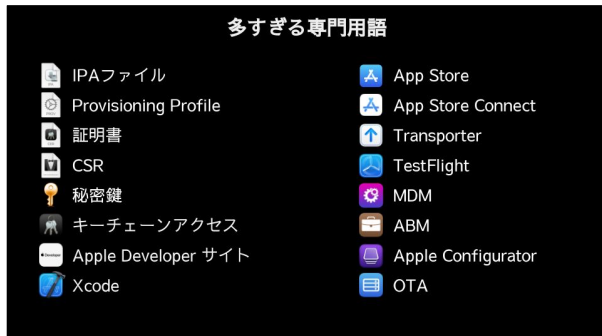 多すぎる専門用語
IPAファイル
Provisioning Profile
証明書
CSR
秘密鍵
キーチェーンアクセス
Apple Developer サイト
Xcode
App Store
App Store Connect
Transporter
TestFlight
MDM
ABM
Apple Configurator
OTA